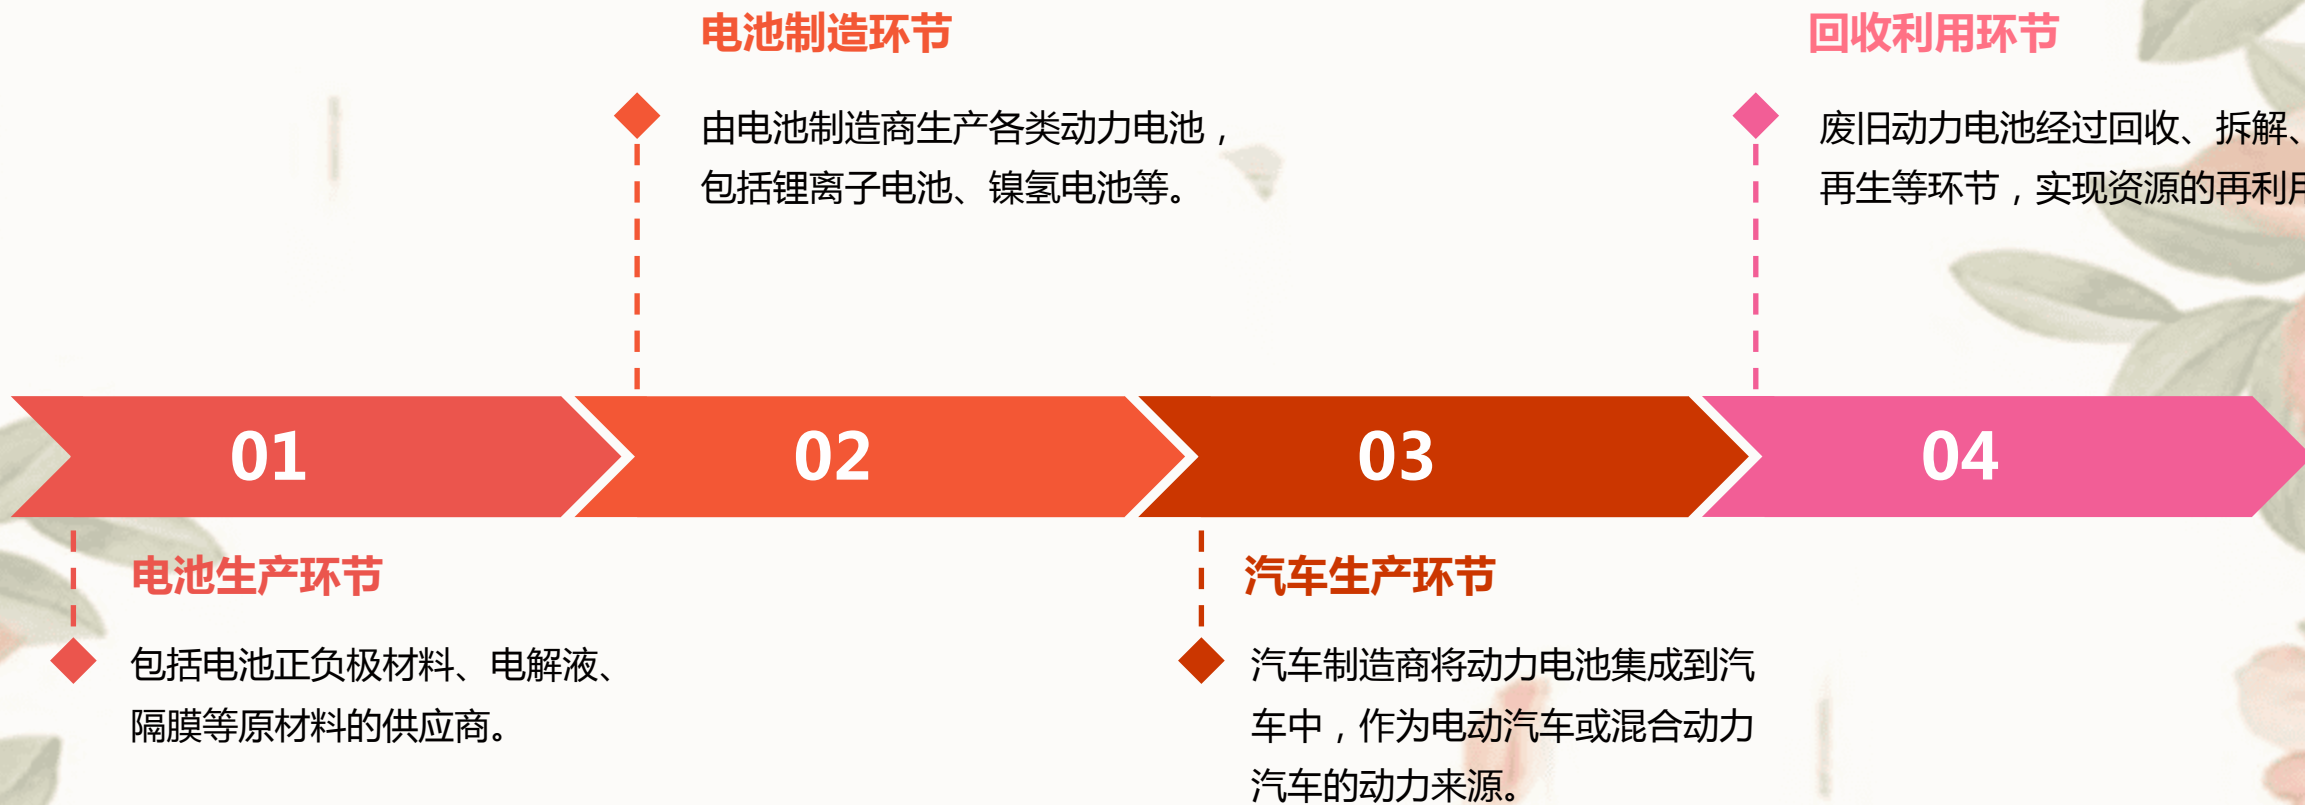 电池制造环节
由电池制造商生产各类动力电池，
包括锂离子电池、镍氢电池等。
回收利用环节
废旧动力电池经过回收、拆解、
再生等环节，实现资源的再利用
01
02
03
04
电池生产环节
包括电池正负极材料、电解液、
隔膜等原材料的供应商。
汽车生产环节
汽车制造商将动力电池集成到汽
车中，作为电动汽车或混合动力
汽车的动力来源。